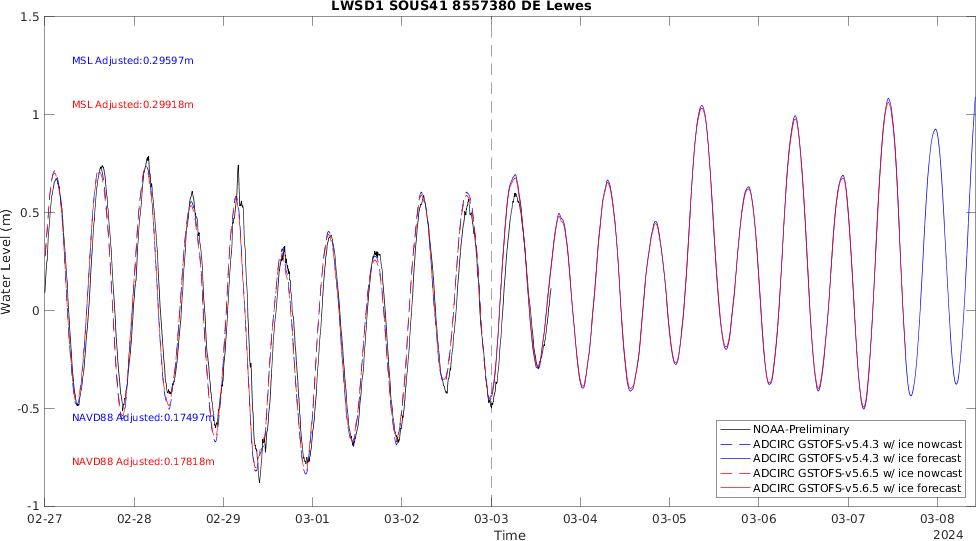 LWSD1 SOUS41 8557380 DE Lewes
1.5
1
0.5
0
-0.5
-1
Water Level (m)
MSL Adjusted:0.29597m
MSL Adjusted:0.29918m
NAVD88 Adjusted:0.17497m
NAVD88 Adjusted:0.17818m
NOAA-Preliminary
ADCIRC GSTOFS-v5.4.3 w/ ice nowcast
ADCIRC GSTOFS-v5.4.3 w/ ice forecast
ADCIRC GSTOFS-v5.6.5 w/ ice nowcast
ADCIRC GSTOFS-v5.6.5 w/ ice forecast
02-27 02-28 02-29 03-01 03-02 03-03 03-04 03-05 03-06 03-07 03-08
Time
2024